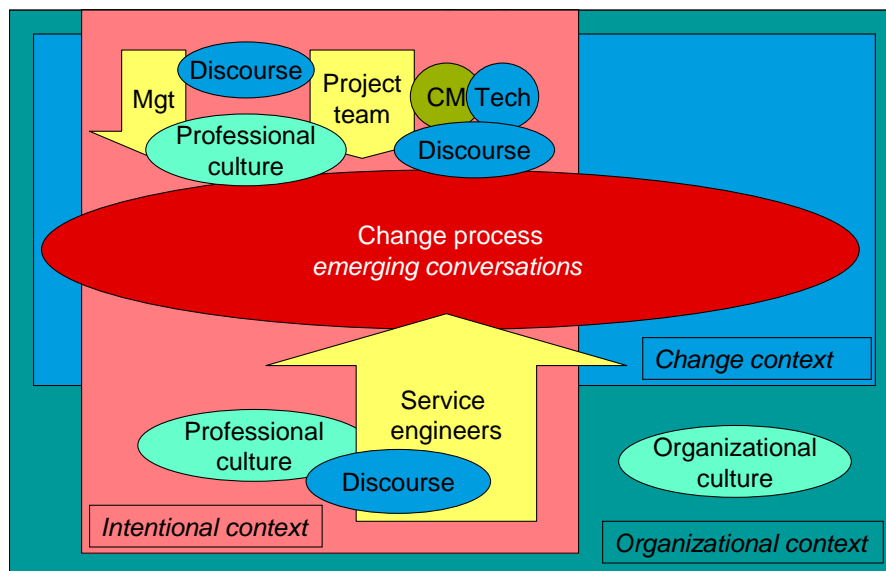 Discourse
Mgt
Project
team
CM
Tech
Professional
culture
Discourse
Change process
emerging conversations
Change context
Service
engineers
Professional
culture
Discourse
Organizational
culture
Intentional context
Organizational context